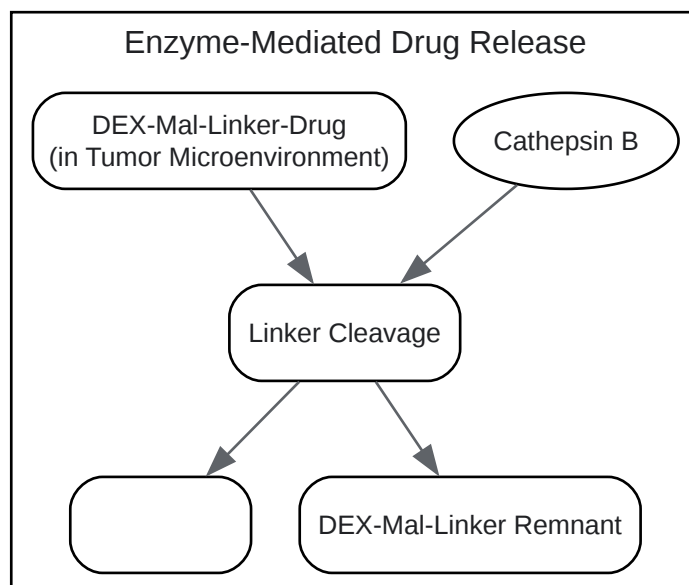 Enzyme-Mediated Drug Release
DEX-Mal-Linker-Drug
(in Tumor Microenvironment)
Cathepsin B
Linker Cleavage
DEX-Mal-Linker Remnant